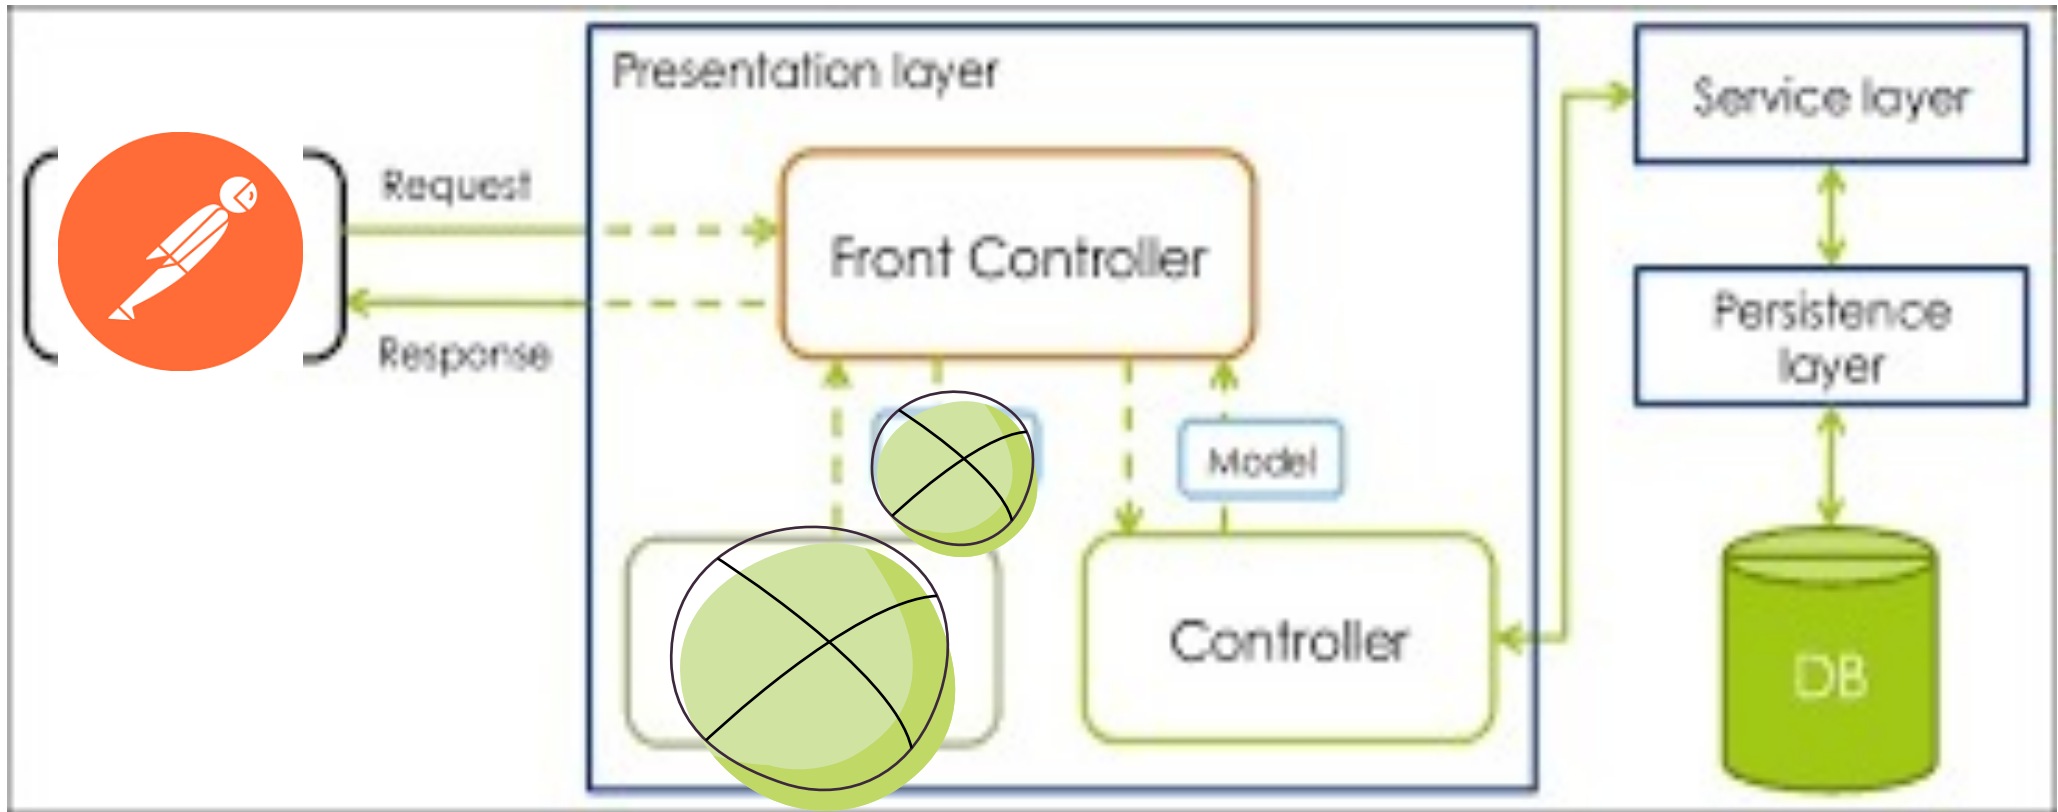 Presentation layer
Service layer
Request
Front Controller
Persistence
layer
Response
Model
Controller
DB